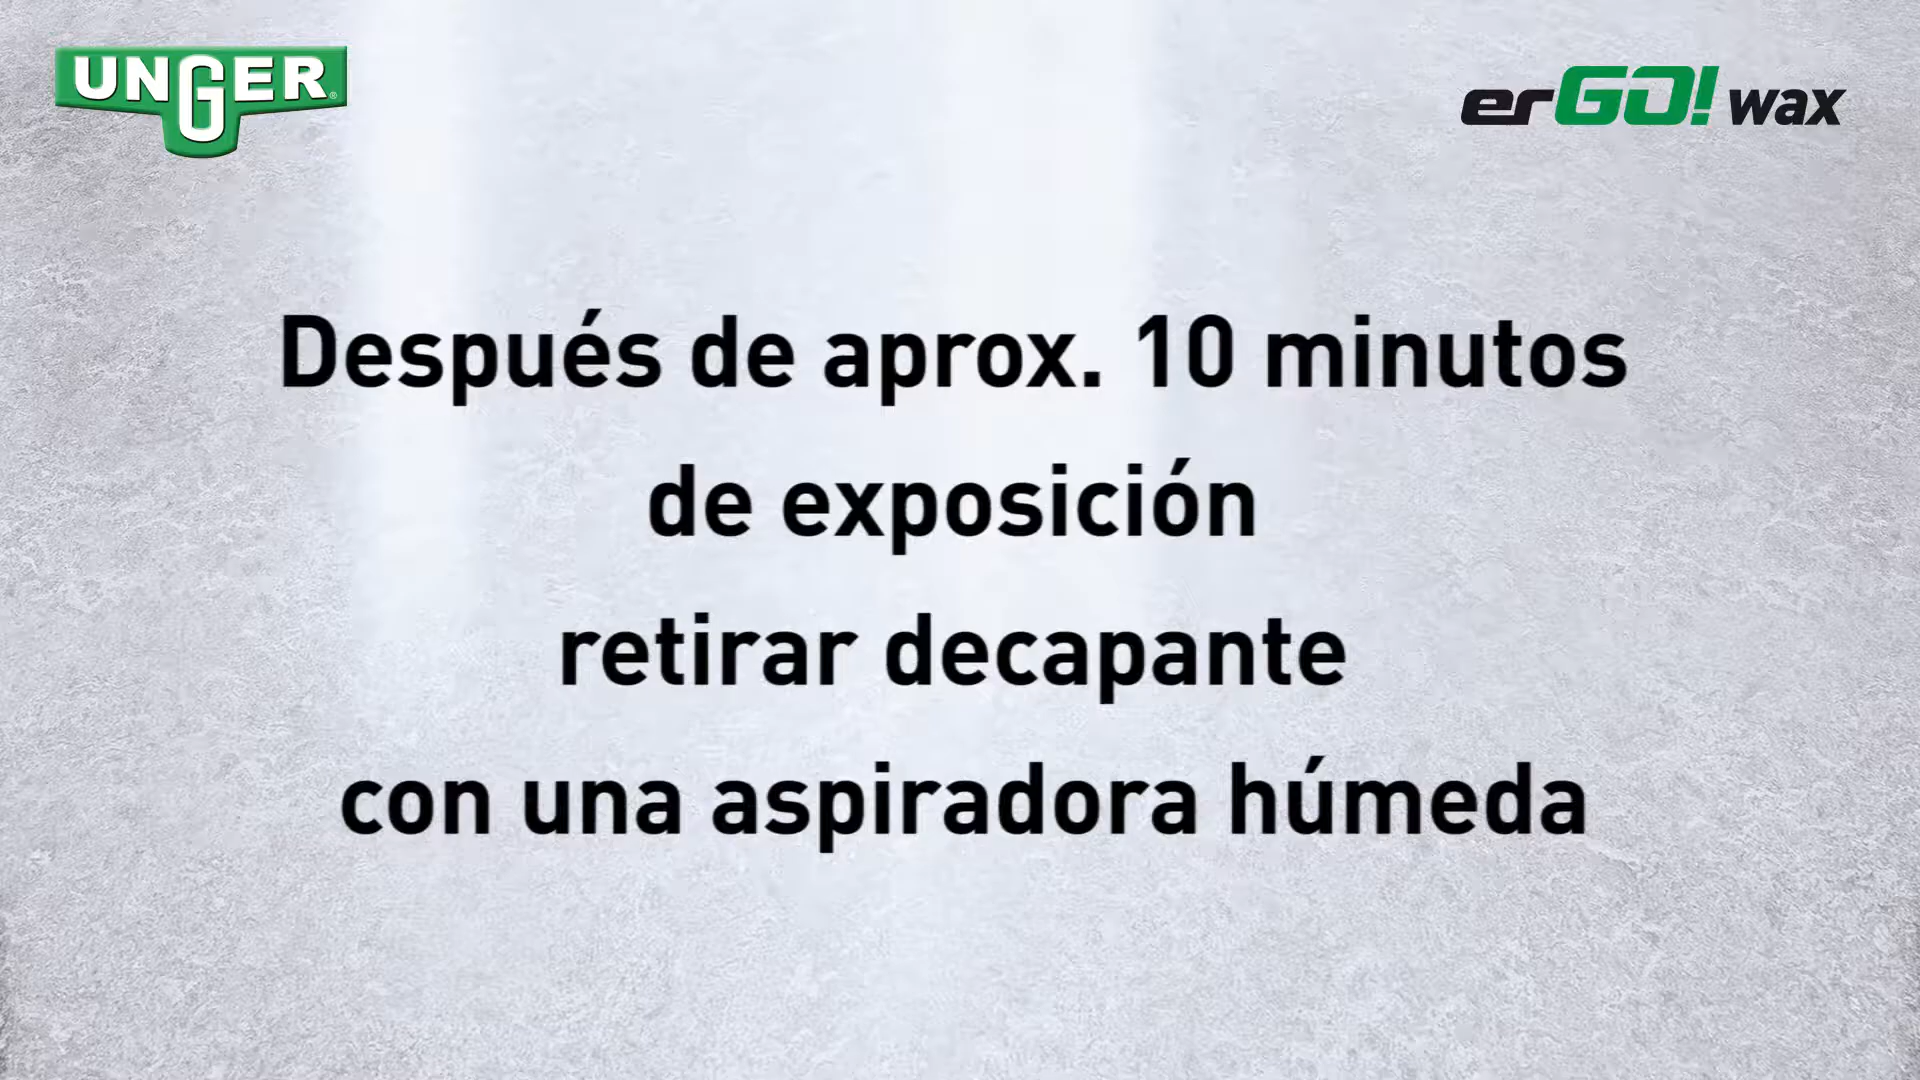 UNGER®
erGO! wax
Después de aprox. 10 minutos
de exposición
retirar decapante
con una aspiradora húmeda